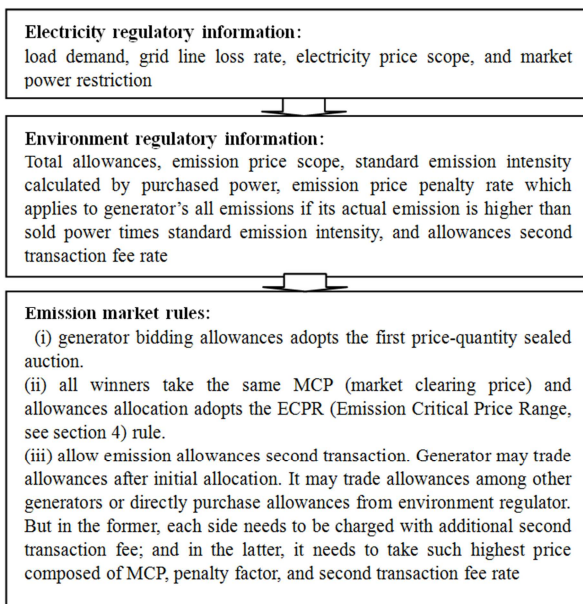 Electricity regulatory information:
load demand, grid line loss rate, electricity price scope, and market
power restriction
Environment regulatory information:
Total allowances, emission price scope, standard emission intensity
calculated by purchased power, emission price penalty rate which
applies to generator's all emissions if its actual emission is higher than
sold power times standard emission intensity, and allowances second
transaction fee rate
Emission market rules:
(i) generator bidding allowances adopts the first price-quantity sealed
auction.
(ii) all winners take the same MCP (market clearing price) and
allowances allocation adopts the ECPR (Emission Critical Price Range,
see section 4) rule.
(iii) allow emission allowances second transaction. Generator may trade
allowances after initial allocation. It may trade allowances among other
generators or directly purchase allowances from environment regulator.
But in the former, each side needs to be charged with additional second
transaction fee; and in the latter, it needs to take such highest price
composed of MCP, penalty factor, and second transaction fee rate